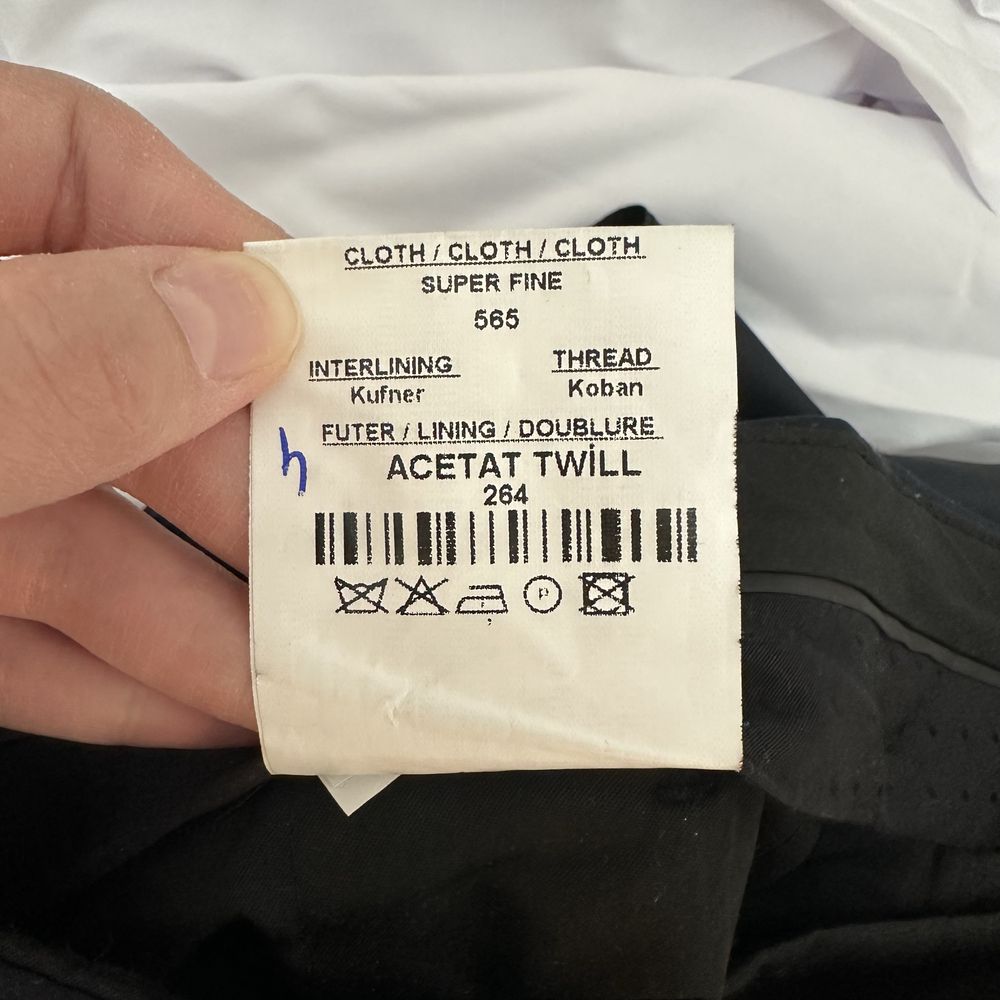 CLOTH / CLOTH / CLOTH
SUPER FINE
565
INTERLINING THREAD
Kufner Koban
FUTER / LINING / DOUBLURE
ACETAT TWİLL
264
P